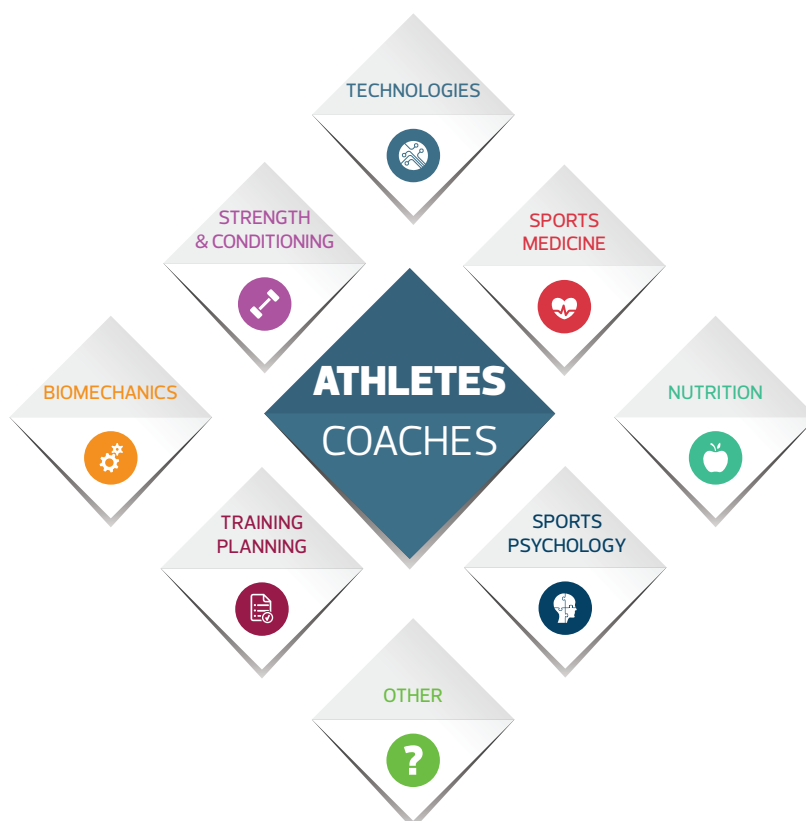 TECHNOLOGIES
STRENGTH
& CONDITIONING
SPORTS
MEDICINE
ATHLETES
COACHES
BIOMECHANICS
NUTRITION
TRAINING
PLANNING
SPORTS
PSYCHOLOGY
OTHER
?